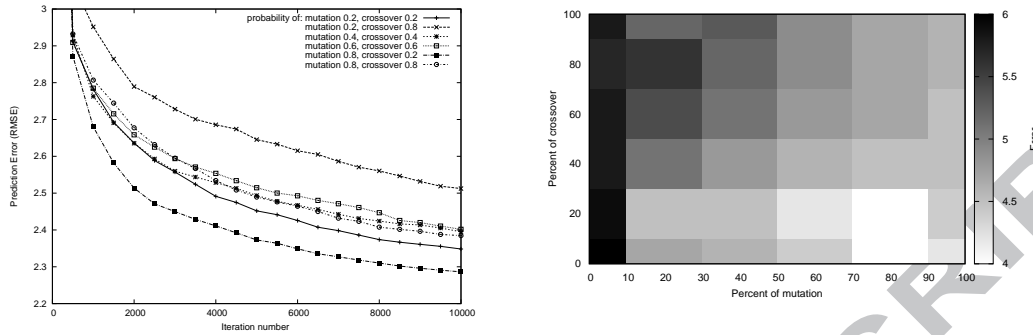 probability of: mutation 0.2, crossover 0.2
mutation 0.2, crossover 0.8
mutation 0.4, crossover 0.4
mutation 0.6, crossover 0.6
mutation 0.8, crossover 0.2
mutation 0.8, crossover 0.8
Prediction Error (RMSE)
3
2.9
2.8
2.7
2.6
2.5
2.4
2.3
2.2
0 2000 4000 6000 8000 10000
Iteration number
Percent of crossover
100
80
60
40
20
0
0 10 20 30 40 50 60 70 80 90 100
Percent of mutation
6
5.5
5
4.5
4
Error
CRIP